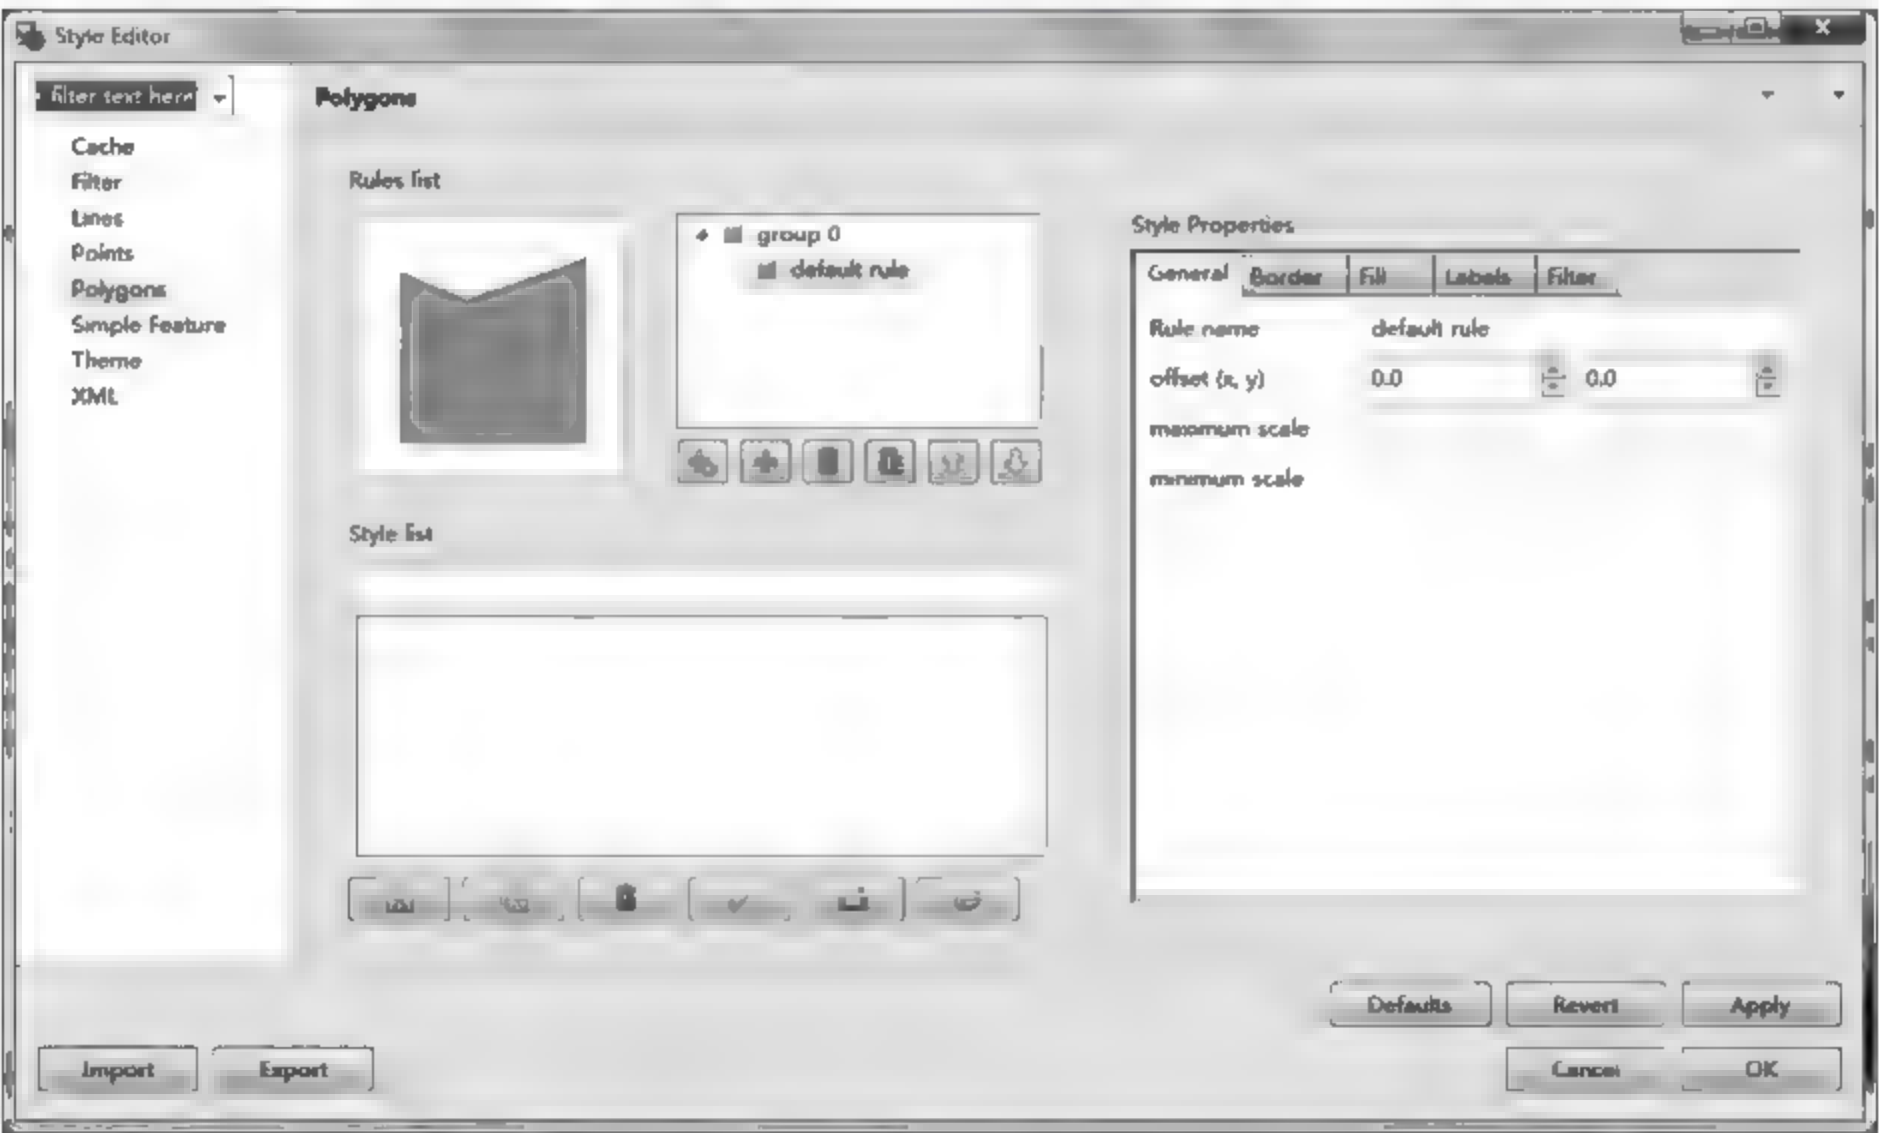 Style Editor
filter text here
Polygons
Cache
Filter
Lines
Points
Polygons
Simple Feature
Theme
XML
Rules list
group 0
default rule
Style list
Style Properties
General Border Fill Labels Filter
Rule name default rule
offset (x, y) 0.0 0.0
maximum scale
minimum scale
Defaults Revert Apply
Import Export Cancel OK